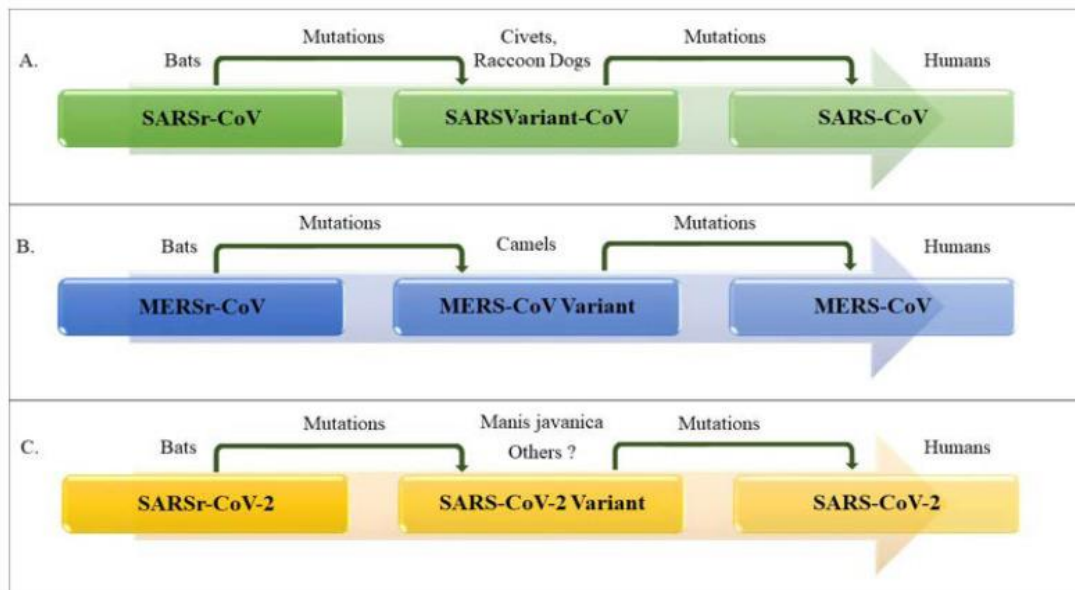 A.
Bats
Mutations
Civets,
Raccoon Dogs
Mutations
Humans
SARSr-CoV
SARSVariant-CoV
SARS-CoV
B.
Bats
Mutations
Camels
Mutations
Humans
MERSr-CoV
MERS-CoV Variant
MERS-CoV
C.
Bats
Mutations
Manis javanica
Others ?
Mutations
Humans
SARSr-CoV-2
SARS-CoV-2 Variant
SARS-CoV-2